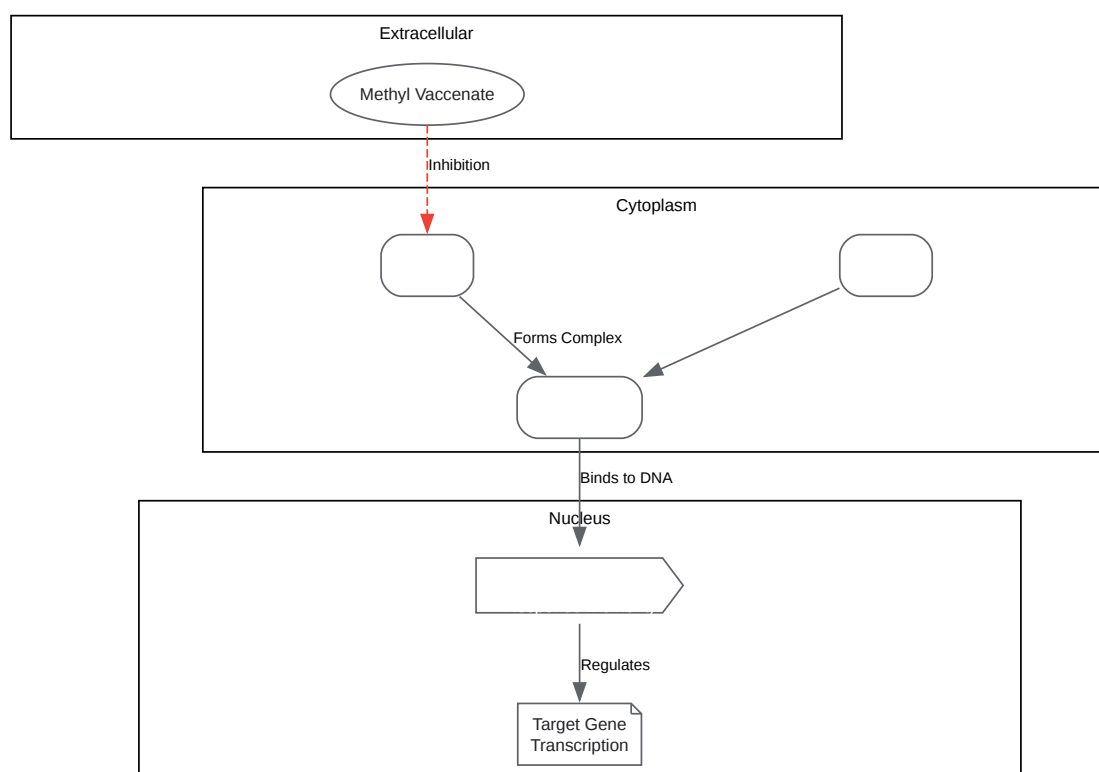 Extracellular
Methyl Vaccenate
Inhibition
Cytoplasm
Forms Complex
Binds to DNA
Nucleus
Regulates
Target Gene
Transcription